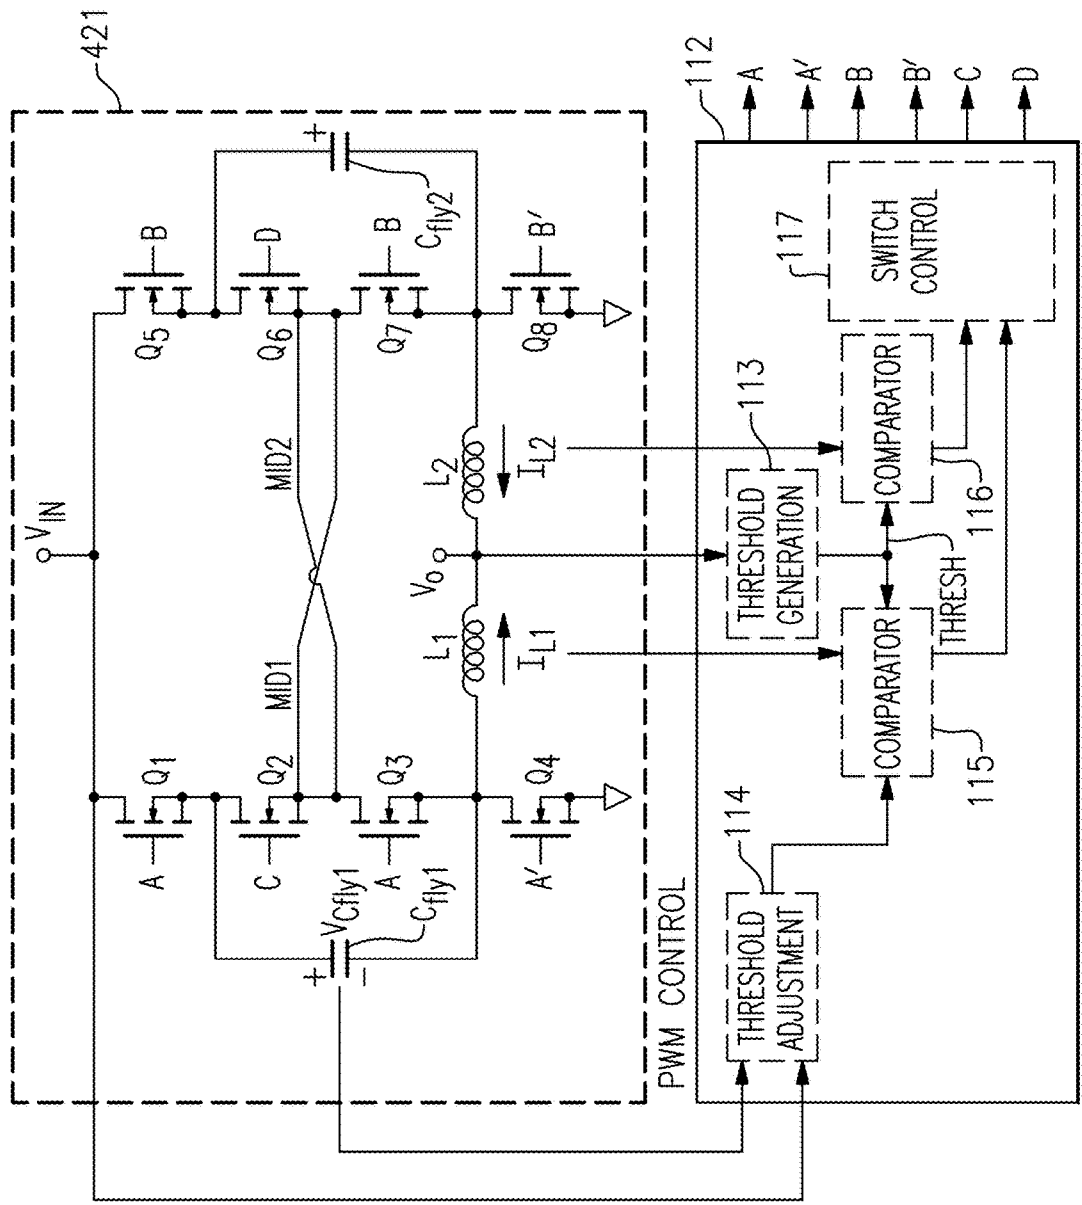 421
V_IN
Q1
A
Q2
C
Q3
A
Q4
A'
MID1
MID2
Q5
B
Q6
D
Q7
B
Q8
B'
+
V_Cfly1
C_fly1
−
+
C_fly2
L1
L2
V_O
I_L1
I_L2
PWM CONTROL
112
THRESHOLD
ADJUSTMENT
114
THRESHOLD
GENERATION
113
COMPARATOR
115
COMPARATOR
116
THRESH
SWITCH
CONTROL
117
A
A'
B
B'
C
D